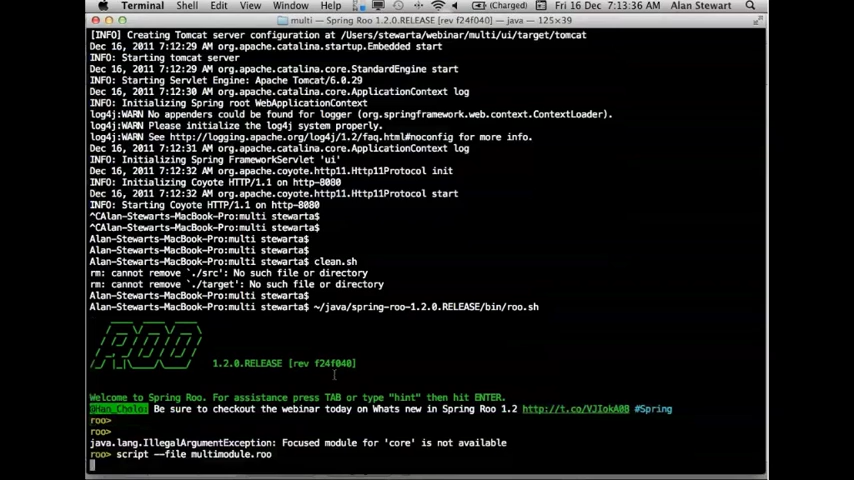 Terminal Shell Edit View Window Help (Charged) Fri 16 Dec 7:13:36 AM Alan Stewart
multi — Spring Roo 1.2.0.RELEASE [rev f24f040] — java — 125×39
[INFO] Creating Tomcat server configuration at /Users/stewarta/webinar/multi/ui/target/tomcat
Dec 16, 2011 7:12:29 AM org.apache.catalina.startup.Embedded start
INFO: Starting tomcat server
Dec 16, 2011 7:12:29 AM org.apache.catalina.core.StandardEngine start
INFO: Starting Servlet Engine: Apache Tomcat/6.0.29
Dec 16, 2011 7:12:30 AM org.apache.catalina.core.ApplicationContext log
INFO: Initializing Spring root WebApplicationContext
log4j:WARN No appenders could be found for logger (org.springframework.web.context.ContextLoader).
log4j:WARN Please initialize the log4j system properly.
log4j:WARN See http://logging.apache.org/log4j/1.2/faq.html#noconfig for more info.
Dec 16, 2011 7:12:31 AM org.apache.catalina.core.ApplicationContext log
INFO: Initializing Spring FrameworkServlet 'ui'
Dec 16, 2011 7:12:32 AM org.apache.coyote.http11.Http11Protocol init
INFO: Initializing Coyote HTTP/1.1 on http-8080
Dec 16, 2011 7:12:32 AM org.apache.coyote.http11.Http11Protocol start
INFO: Starting Coyote HTTP/1.1 on http-8080
^CAlan-Stewarts-MacBook-Pro:multi stewarta$
Alan-Stewarts-MacBook-Pro:multi stewarta$
Alan-Stewarts-MacBook-Pro:multi stewarta$
Alan-Stewarts-MacBook-Pro:multi stewarta$
Alan-Stewarts-MacBook-Pro:multi stewarta$ clean.sh
rm: cannot remove `./src': No such file or directory
rm: cannot remove `./target': No such file or directory
Alan-Stewarts-MacBook-Pro:multi stewarta$
Alan-Stewarts-MacBook-Pro:multi stewarta$ ~/java/spring-roo-1.2.0.RELEASE/bin/roo.sh
ROO 1.2.0.RELEASE [rev f24f040]
Welcome to Spring Roo. For assistance press TAB or type "hint" then hit ENTER.
@Han_Cholo: Be sure to checkout the webinar today on Whats new in Spring Roo 1.2 http://t.co/VJIokA08 #Spring
roo>
roo>
java.lang.IllegalArgumentException: Focused module for 'core' is not available
roo> script --file multimodule.roo